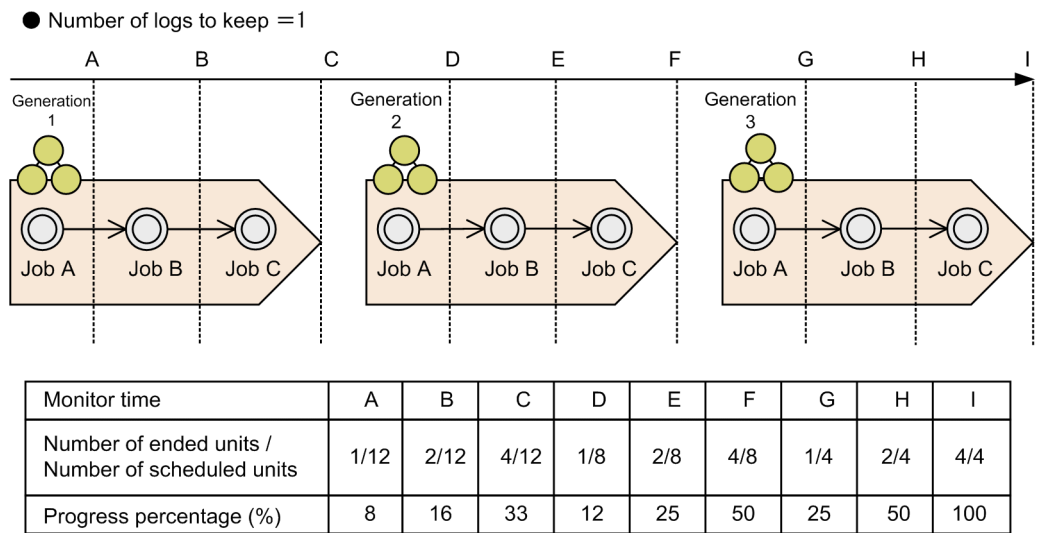 ● Number of logs to keep ＝1
A B C D E F G H I
Generation
1
Generation
2
Generation
3
Job A Job B Job C Job A Job B Job C Job A Job B Job C
Monitor time A B C D E F G H I
Number of ended units /
Number of scheduled units 1/12 2/12 4/12 1/8 2/8 4/8 1/4 2/4 4/4
Progress percentage (%) 8 16 33 12 25 50 25 50 100